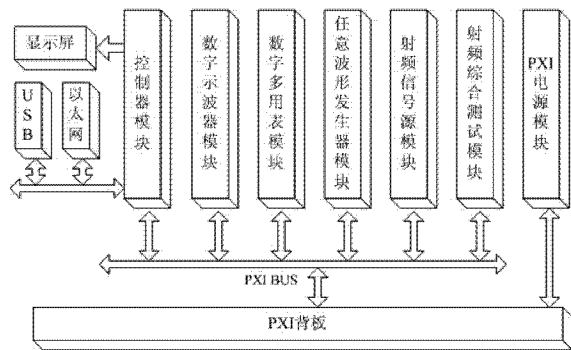 显示屏
USB
以太网
控制器模块
数字示波器模块
数字多用表模块
任意波形发生器模块
射频信号源模块
射频综合测试模块
PXI电源模块
PXI BUS
PXI背板